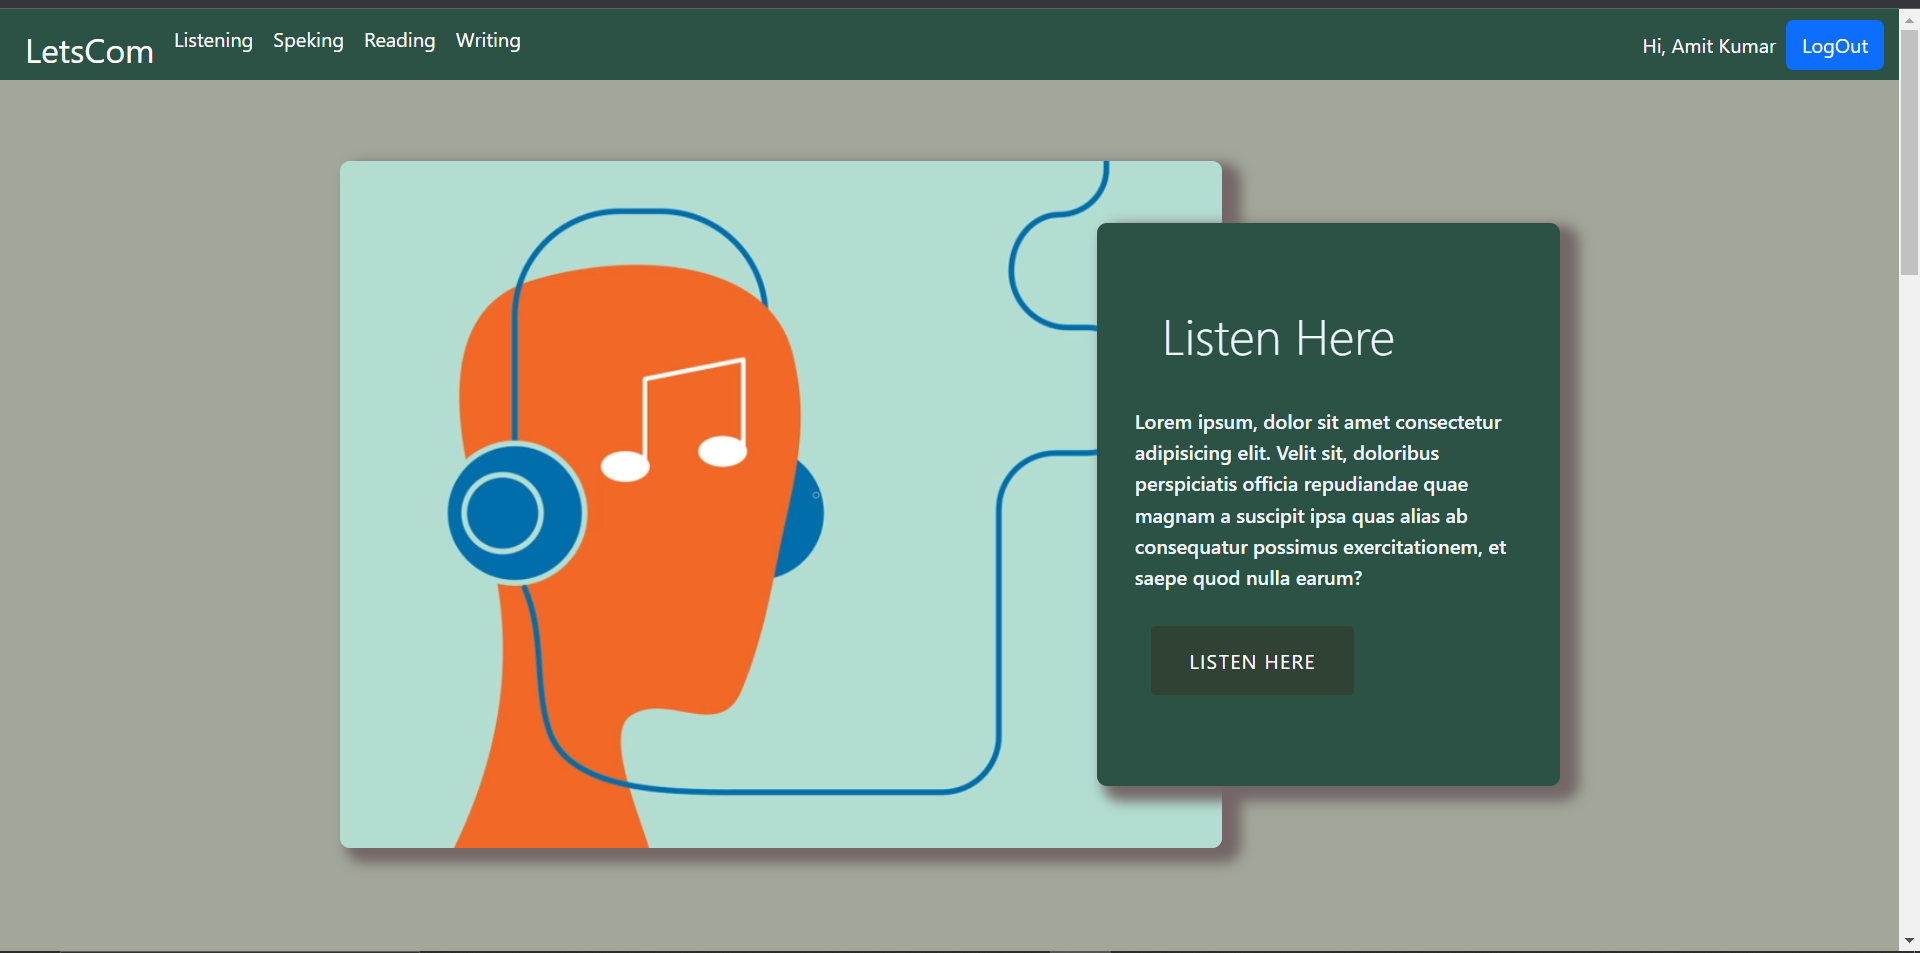 LetsCom Listening Speking Reading Writing Hi, Amit Kumar LogOut
Listen Here
Lorem ipsum, dolor sit amet consectetur
adipisicing elit. Velit sit, doloribus
perspiciatis officia repudiandae quae
magnam a suscipit ipsa quas alias ab
consequatur possimus exercitationem, et
saepe quod nulla earum?
LISTEN HERE